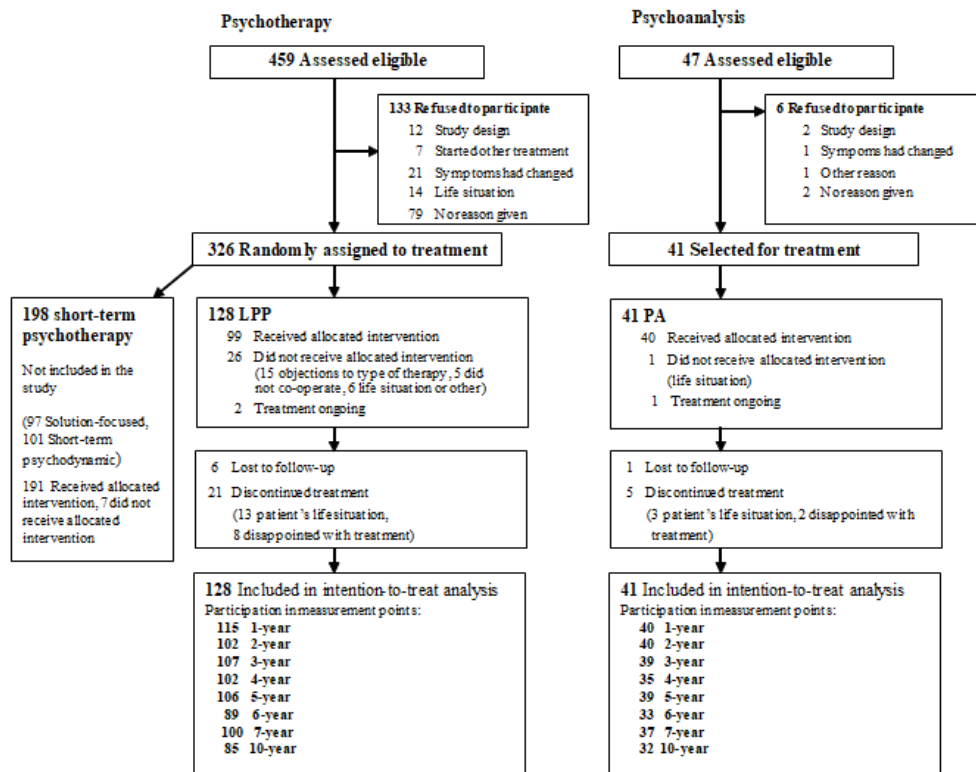 Psychotherapy
459 Assessed eligible
133 Refused to participate
12 Study design
7 Started other treatment
21 Symptoms had changed
14 Life situation
79 No reason given
326 Randomly assigned to treatment
198 short-term
psychotherapy
Not included in the
study
(97 Solution-focused,
101 Short-term
psychodynamic)
191 Received allocated
intervention, 7 did not
receive allocated
intervention
128 LPP
99 Received allocated intervention
26 Did not receive allocated intervention
(15 objections to type of therapy, 5 did
not co-operate, 6 life situation or other)
2 Treatment ongoing
6 Lost to follow-up
21 Discontinued treatment
(13 patient's life situation,
8 disappointed with treatment)
128 Included in intention-to-treat analysis
Participation in measurement points:
115 1-year
102 2-year
107 3-year
102 4-year
106 5-year
89 6-year
100 7-year
85 10-year
Psychoanalysis
47 Assessed eligible
6 Refused to participate
2 Study design
1 Sympoms had changed
1 Other reason
2 No reason given
41 Selected for treatment
41 PA
40 Received allocated intervention
1 Did not receive allocated intervention
(life situation)
1 Treatment ongoing
1 Lost to follow-up
5 Discontinued treatment
(3 patient's life situation, 2 disappointed with
treatment)
41 Included in intention-to-treat analysis
Participation in measurement points:
40 1-year
40 2-year
39 3-year
35 4-year
39 5-year
33 6-year
37 7-year
32 10-year